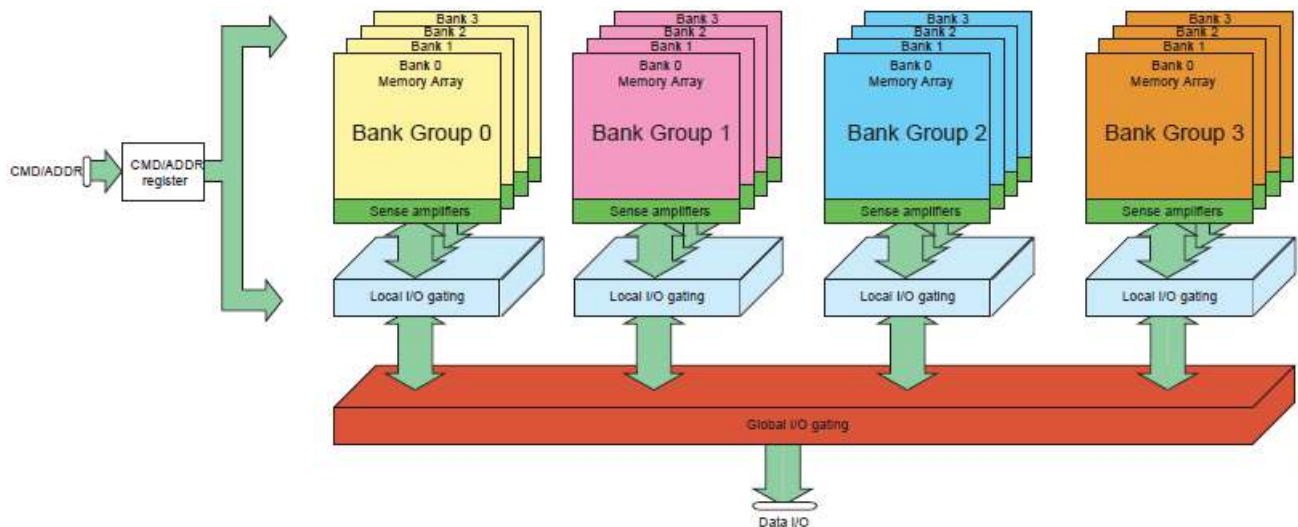 Bank 3
Bank 2
Bank 1
Bank 0
Memory Array
Bank Group 0
Sense amplifiers
Local I/O gating
Bank 3
Bank 2
Bank 1
Bank 0
Memory Array
Bank Group 1
Sense amplifiers
Local I/O gating
Bank 3
Bank 2
Bank 1
Bank 0
Memory Array
Bank Group 2
Sense amplifiers
Local I/O gating
Bank 3
Bank 2
Bank 1
Bank 0
Memory Array
Bank Group 3
Sense amplifiers
Local I/O gating
CMD/ADDR
CMD/ADDR
register
Global I/O gating
Data I/O